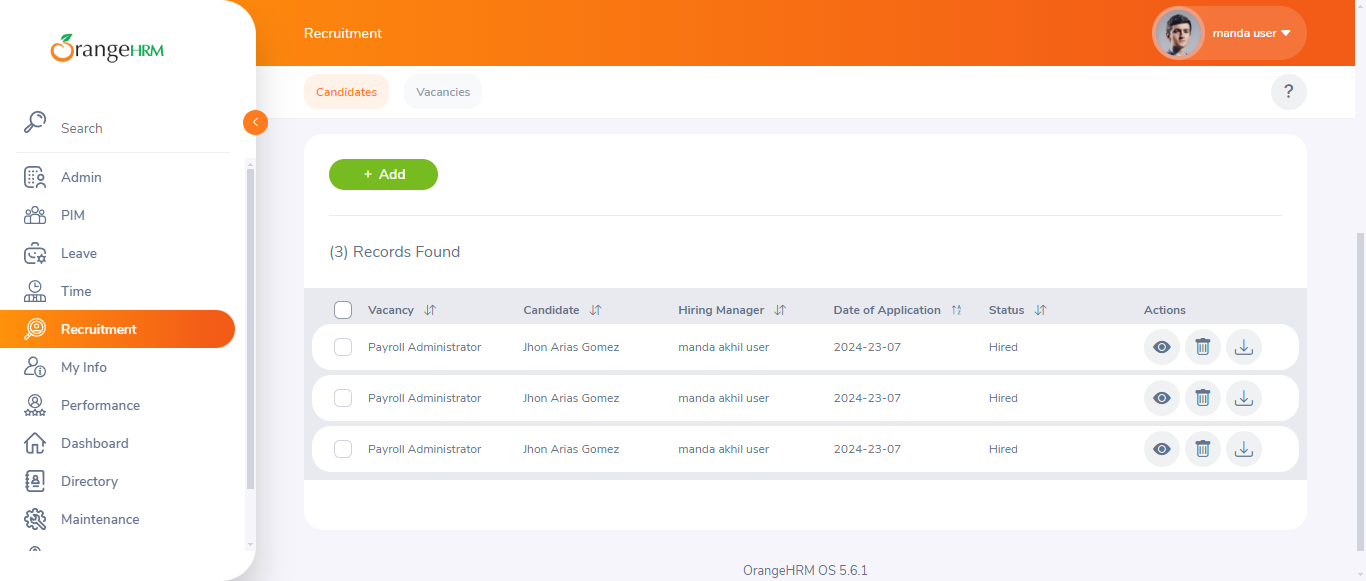 OrangeHRM
Search
Admin
PIM
Leave
Time
Recruitment
My Info
Performance
Dashboard
Directory
Maintenance
Recruitment
manda user
Candidates
Vacancies
?
+ Add
(3) Records Found
Vacancy Candidate Hiring Manager Date of Application Status Actions
Payroll Administrator Jhon Arias Gomez manda akhil user 2024-23-07 Hired
Payroll Administrator Jhon Arias Gomez manda akhil user 2024-23-07 Hired
Payroll Administrator Jhon Arias Gomez manda akhil user 2024-23-07 Hired
OrangeHRM OS 5.6.1